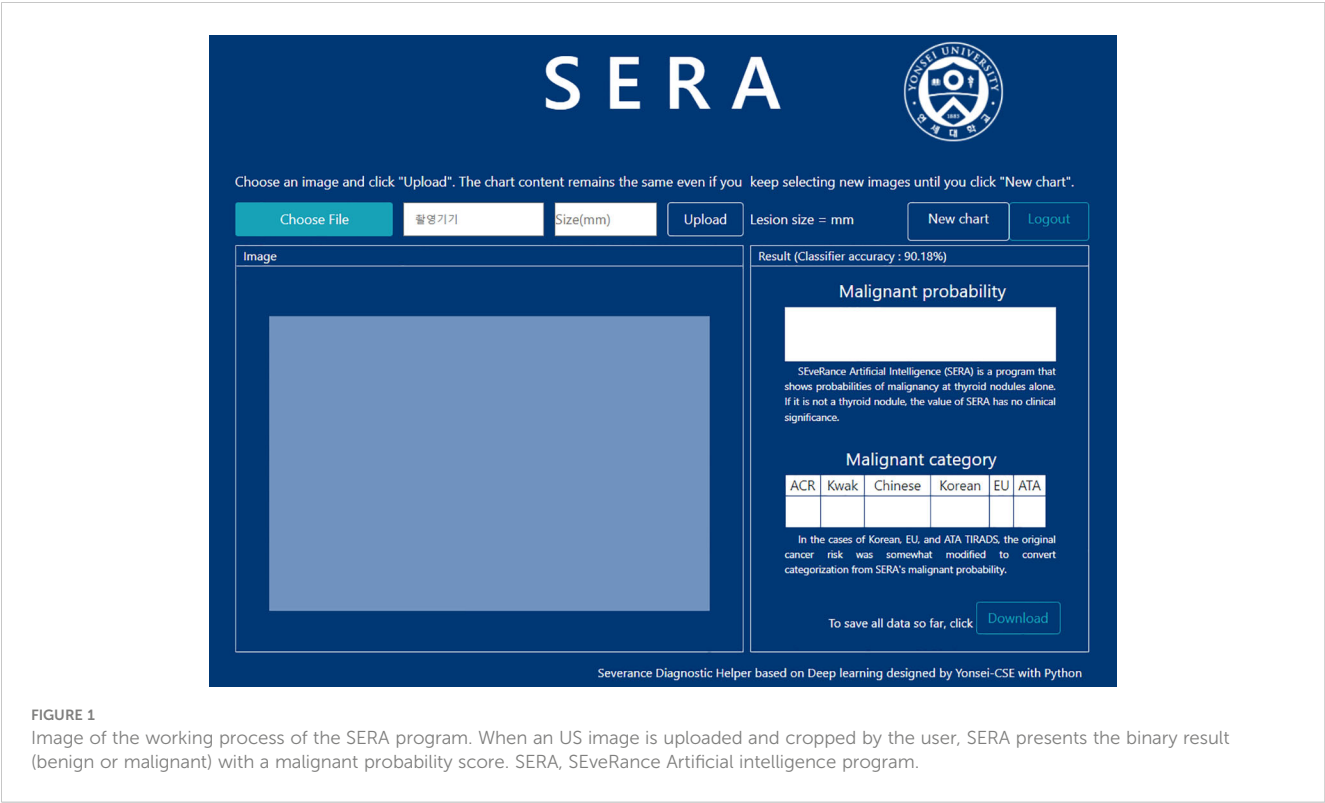 SERA
YONSEI UNIVERSITY
1885
연세대학교
Choose an image and click "Upload". The chart content remains the same even if you keep selecting new images until you click "New chart".
Choose File
촬영기기
Size(mm)
Upload
Lesion size = mm
New chart
Logout
Image
Result (Classifier accuracy : 90.18%)
Malignant probability
SEveRance Artificial Intelligence (SERA) is a program that
shows probabilities of malignancy at thyroid nodules alone.
If it is not a thyroid nodule, the value of SERA has no clinical
significance.
Malignant category
ACR Kwak Chinese Korean EU ATA
In the cases of Korean, EU, and ATA TIRADS, the original
cancer risk was somewhat modified to convert
categorization from SERA's malignant probability.
To save all data so far, click Download
Severance Diagnostic Helper based on Deep learning designed by Yonsei-CSE with Python
FIGURE 1
Image of the working process of the SERA program. When an US image is uploaded and cropped by the user, SERA presents the binary result
(benign or malignant) with a malignant probability score. SERA, SEveRance Artificial intelligence program.